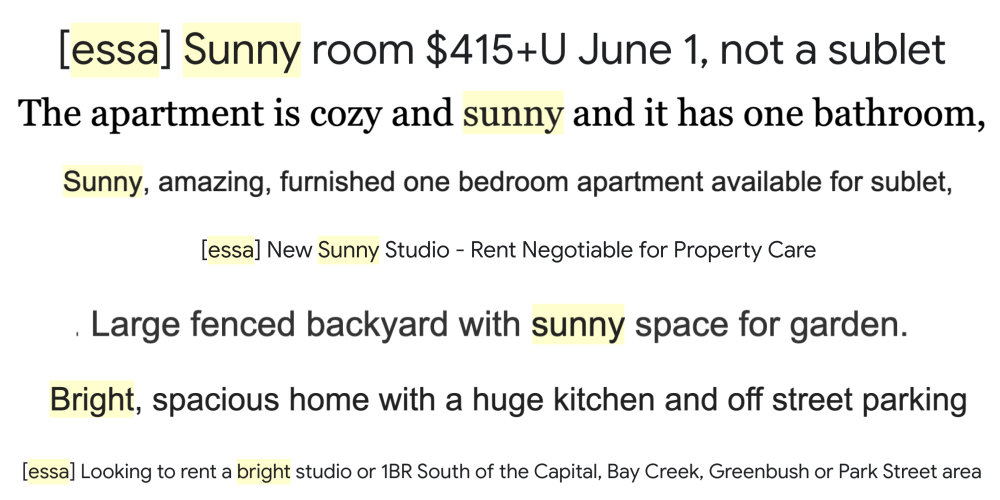 [essa] Sunny room $415+U June 1, not a sublet
The apartment is cozy and sunny and it has one bathroom,
Sunny, amazing, furnished one bedroom apartment available for sublet,
[essa] New Sunny Studio - Rent Negotiable for Property Care
. Large fenced backyard with sunny space for garden.
Bright, spacious home with a huge kitchen and off street parking
[essa] Looking to rent a bright studio or 1BR South of the Capital, Bay Creek, Greenbush or Park Street area